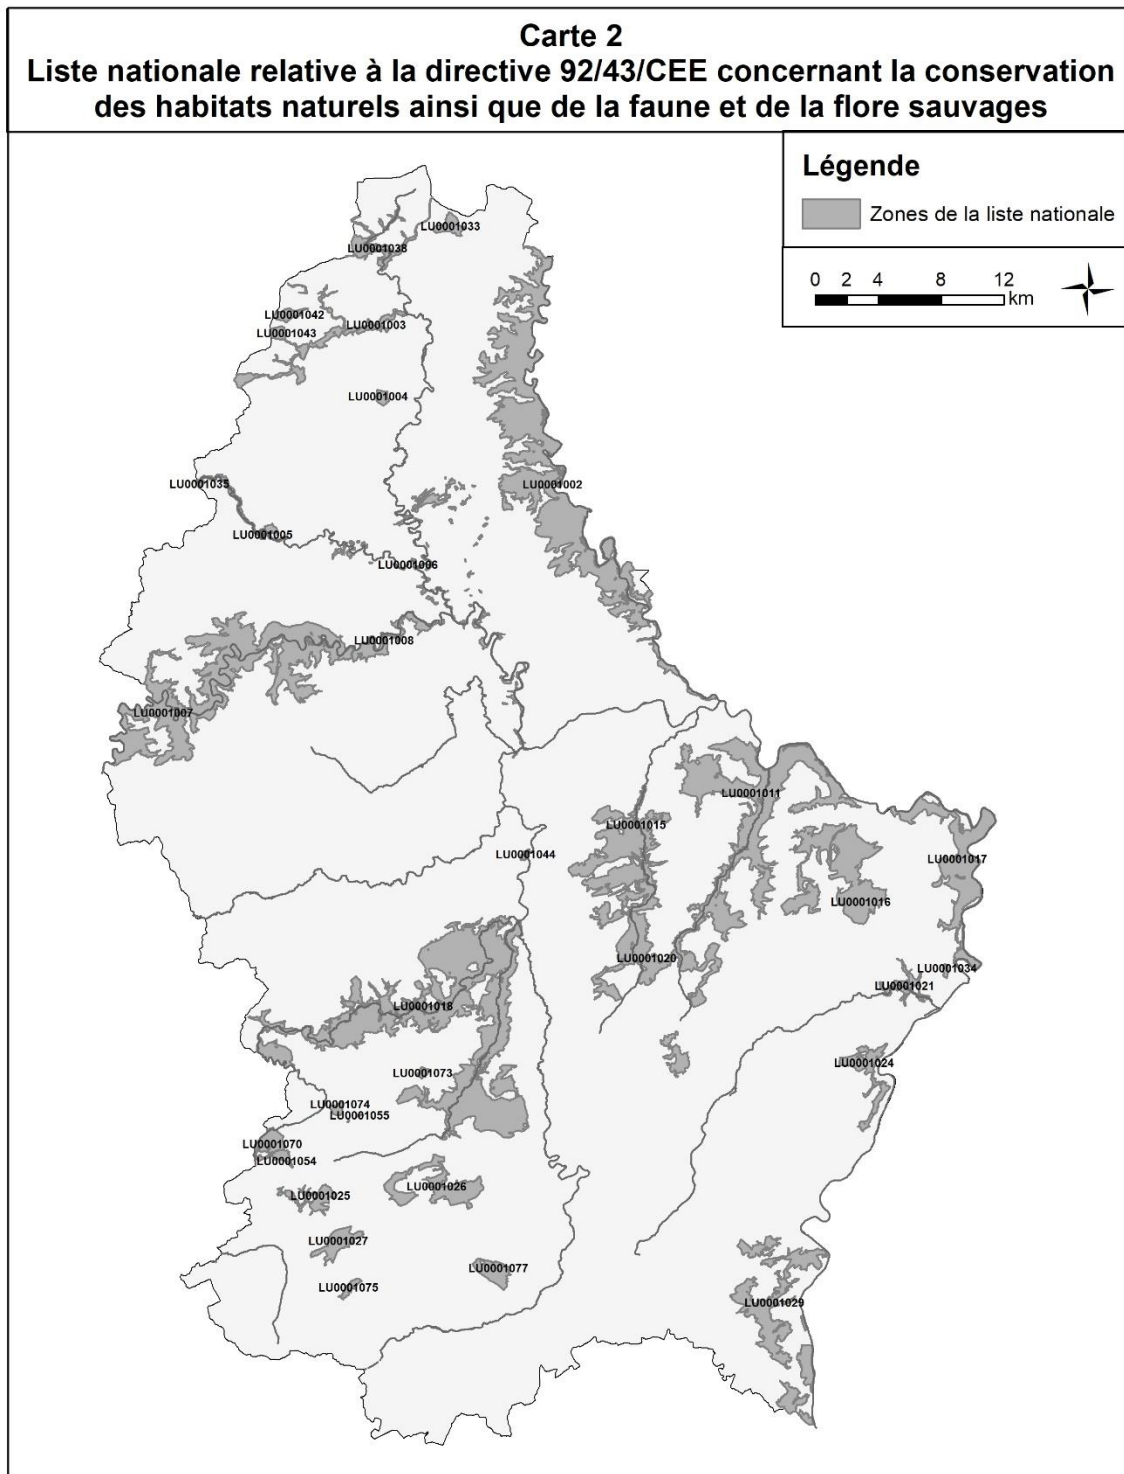 Carte 2
Liste nationale relative à la directive 92/43/CEE concernant la conservation
des habitats naturels ainsi que de la faune et de la flore sauvages
Légende
Zones de la liste nationale
0 2 4 8 12
km
LU0001033
LU0001038
LU0001042
LU0001003
LU0001043
LU0001004
LU0001035
LU0001002
LU0001005
LU0001006
LU0001008
LU0001007
LU0001011
LU0001015
LU0001044
LU0001017
LU0001016
LU0001020
LU0001034
LU0001021
LU0001018
LU0001024
LU0001073
LU0001074
LU0001055
LU0001070
LU0001054
LU0001026
LU0001025
LU0001027
LU0001077
LU0001075
LU0001029